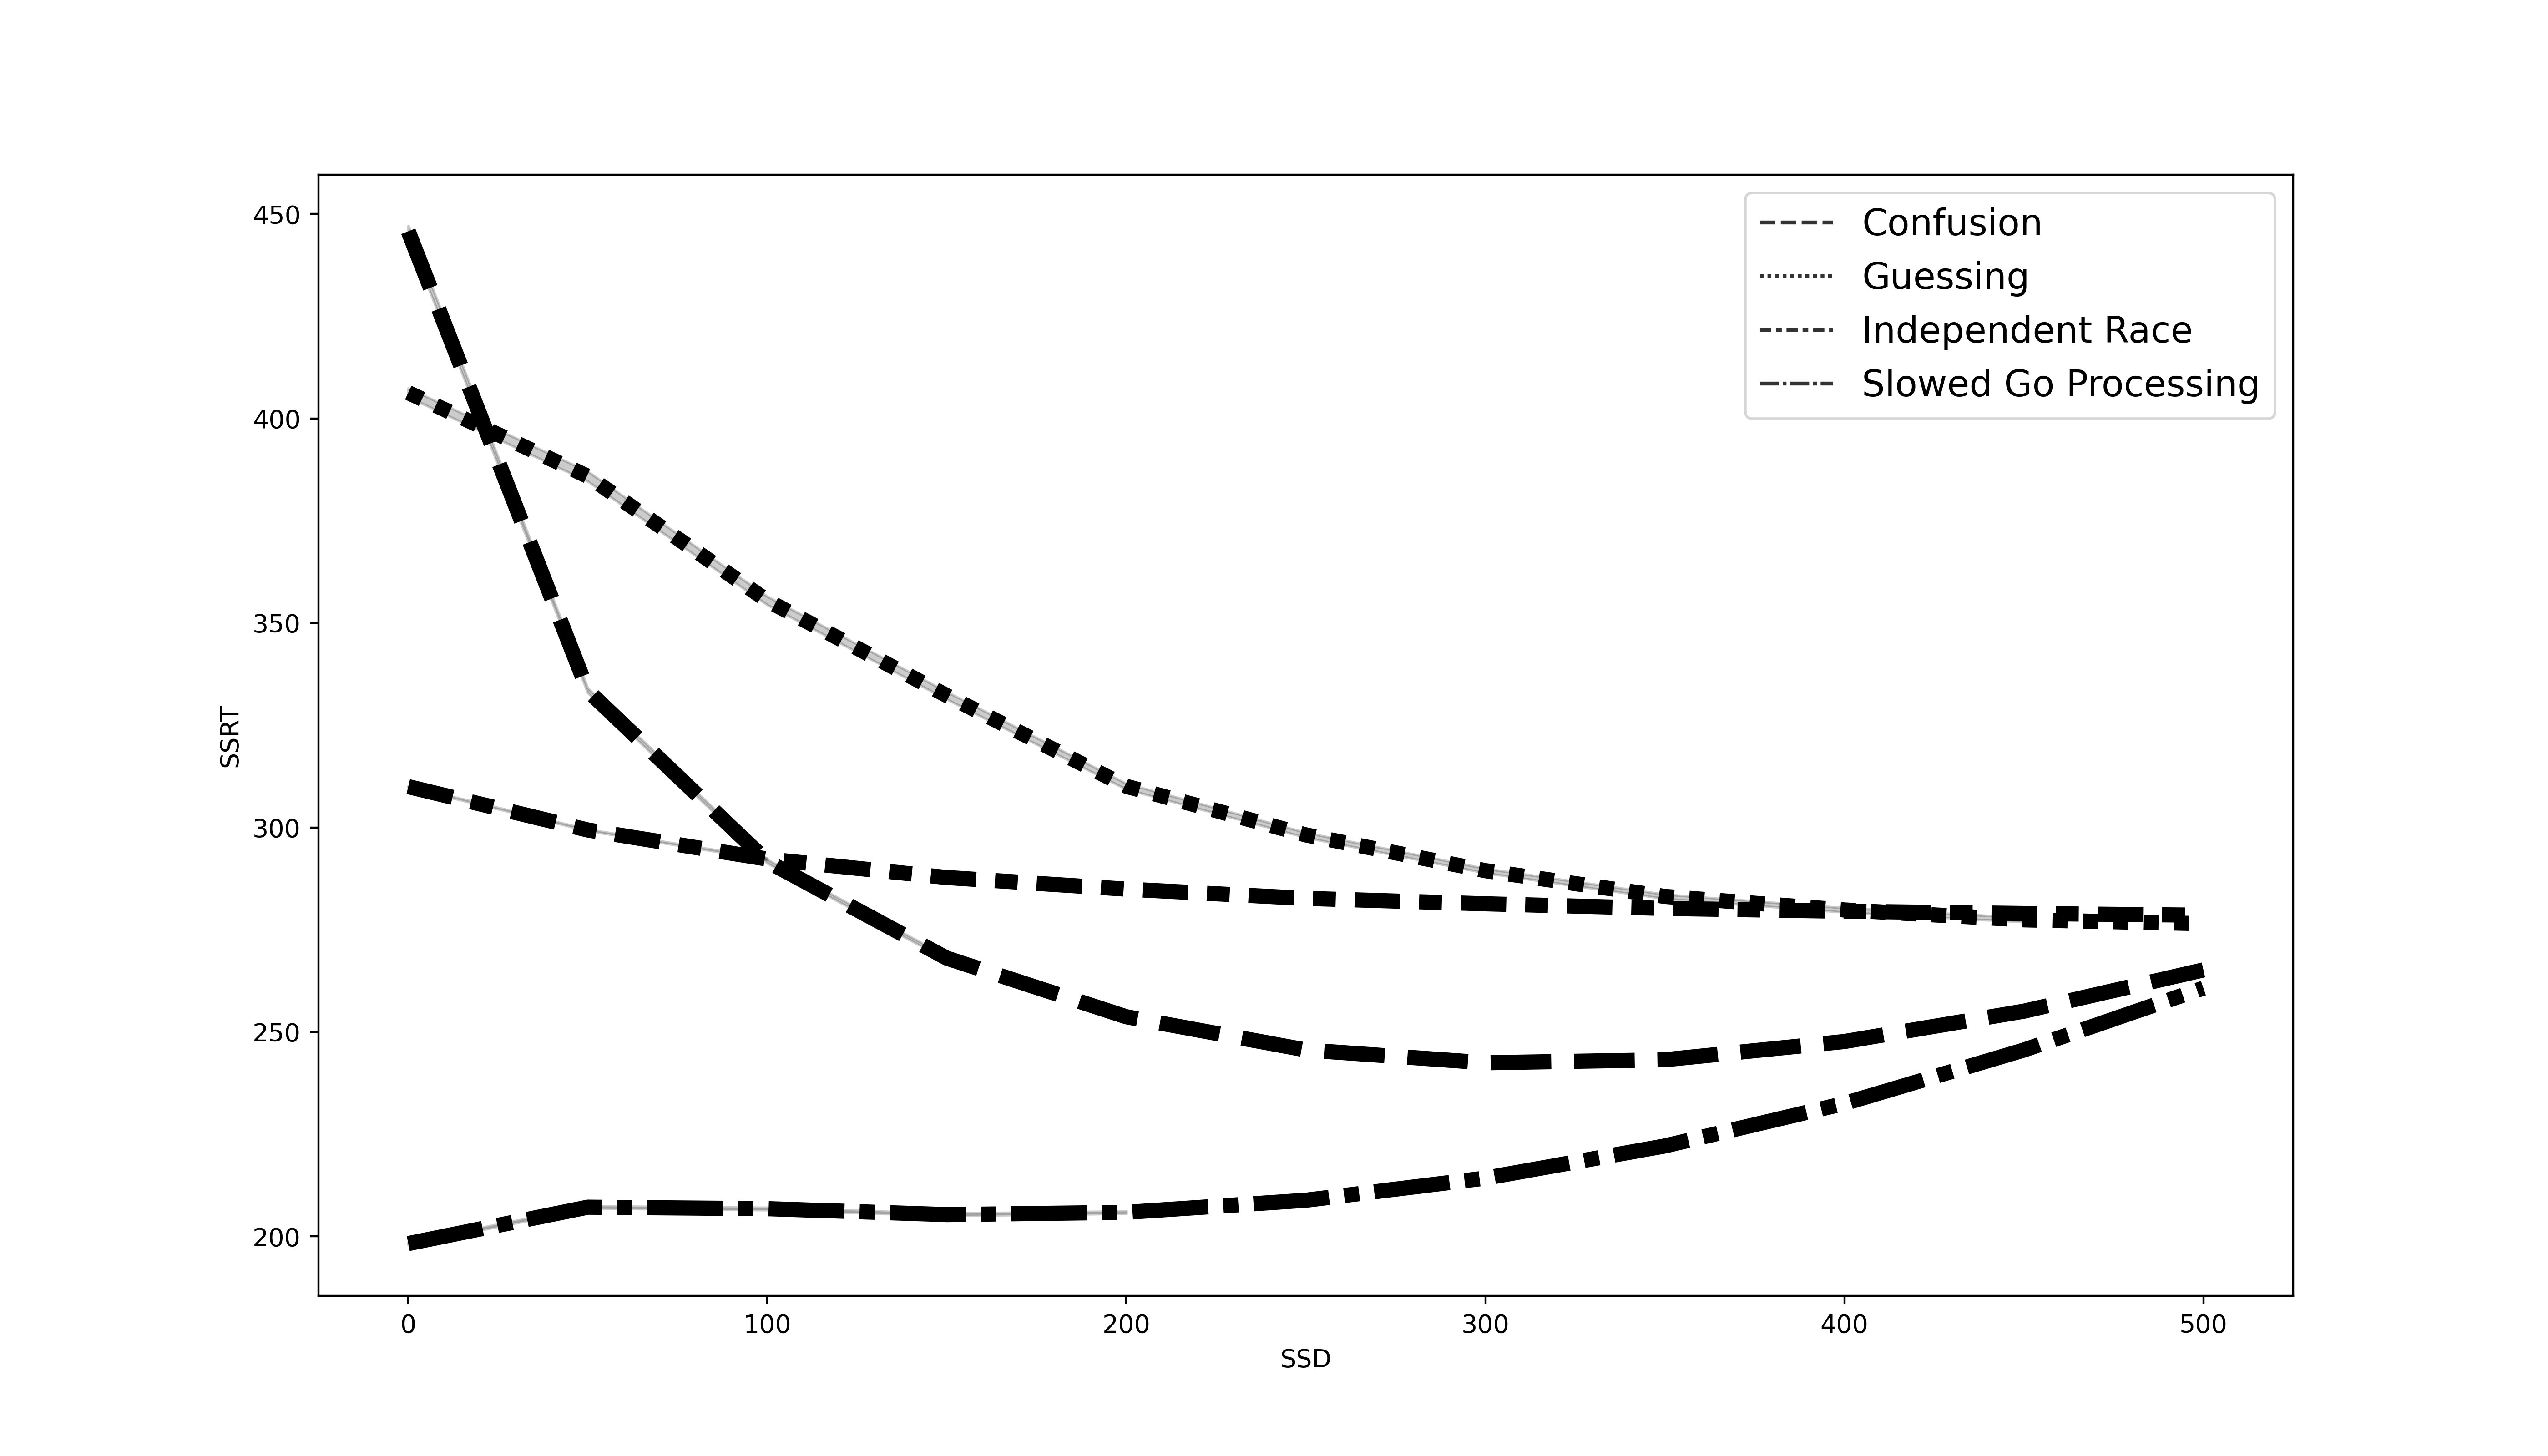 450
400
350
300
250
200
SSRT
0 100 200 300 400 500
SSD
Confusion
Guessing
Independent Race
Slowed Go Processing